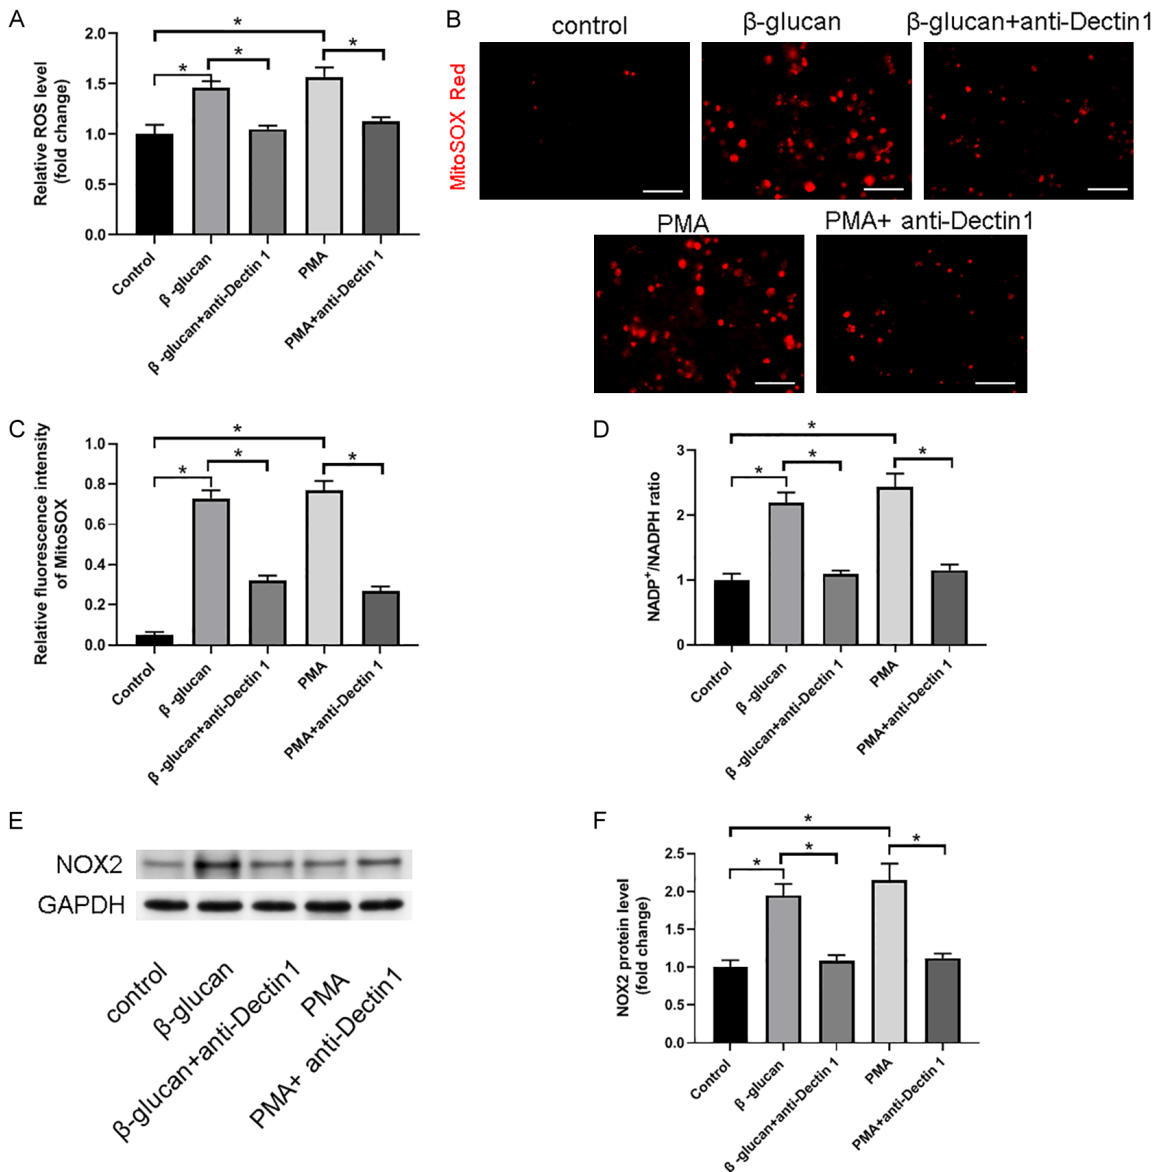 A
Relative ROS level
(fold change)
2.0
1.5
1.0
0.5
0.0
*
*
*
*
Control
β-glucan
β-glucan+anti-Dectin 1
PMA
PMA+anti-Dectin 1
B
control
β-glucan
β-glucan+anti-Dectin1
MitoSOX Red
PMA
PMA+ anti-Dectin1
C
Relative fluorescence intensity
of MitoSOX
1.0
0.8
0.6
0.4
0.2
0.0
*
*
*
*
Control
β-glucan
β-glucan+anti-Dectin 1
PMA
PMA+anti-Dectin 1
D
NADP⁺/NADPH ratio
3
2
1
0
*
*
*
*
Control
β-glucan
β-glucan+anti-Dectin 1
PMA
PMA+anti-Dectin 1
E
NOX2
GAPDH
control
β-glucan
β-glucan+anti-Dectin1
PMA
PMA+ anti-Dectin1
F
NOX2 protein level
(fold change)
2.5
2.0
1.5
1.0
0.5
0.0
*
*
*
*
Control
β-glucan
β-glucan+anti-Dectin 1
PMA
PMA+anti-Dectin 1